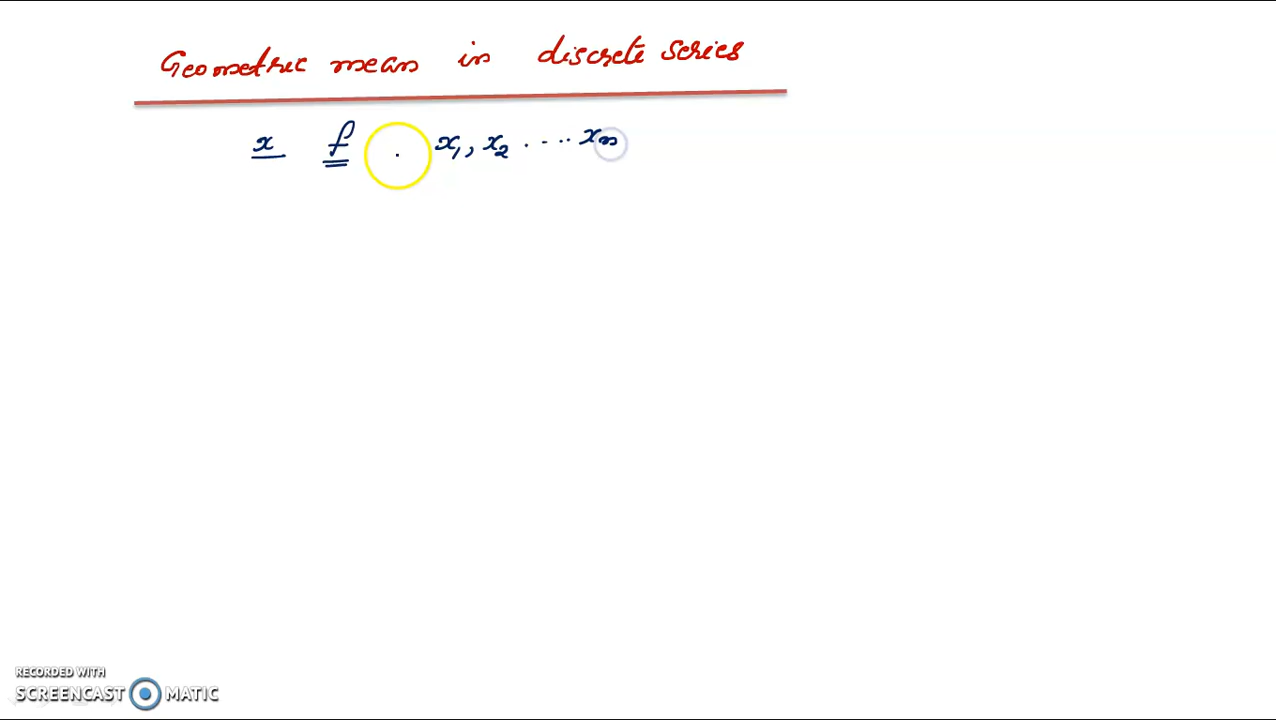 Geometric mean in discrete series
x f . x₁, x₂ . - .. xn
RECORDED WITH
SCREENCAST MATIC